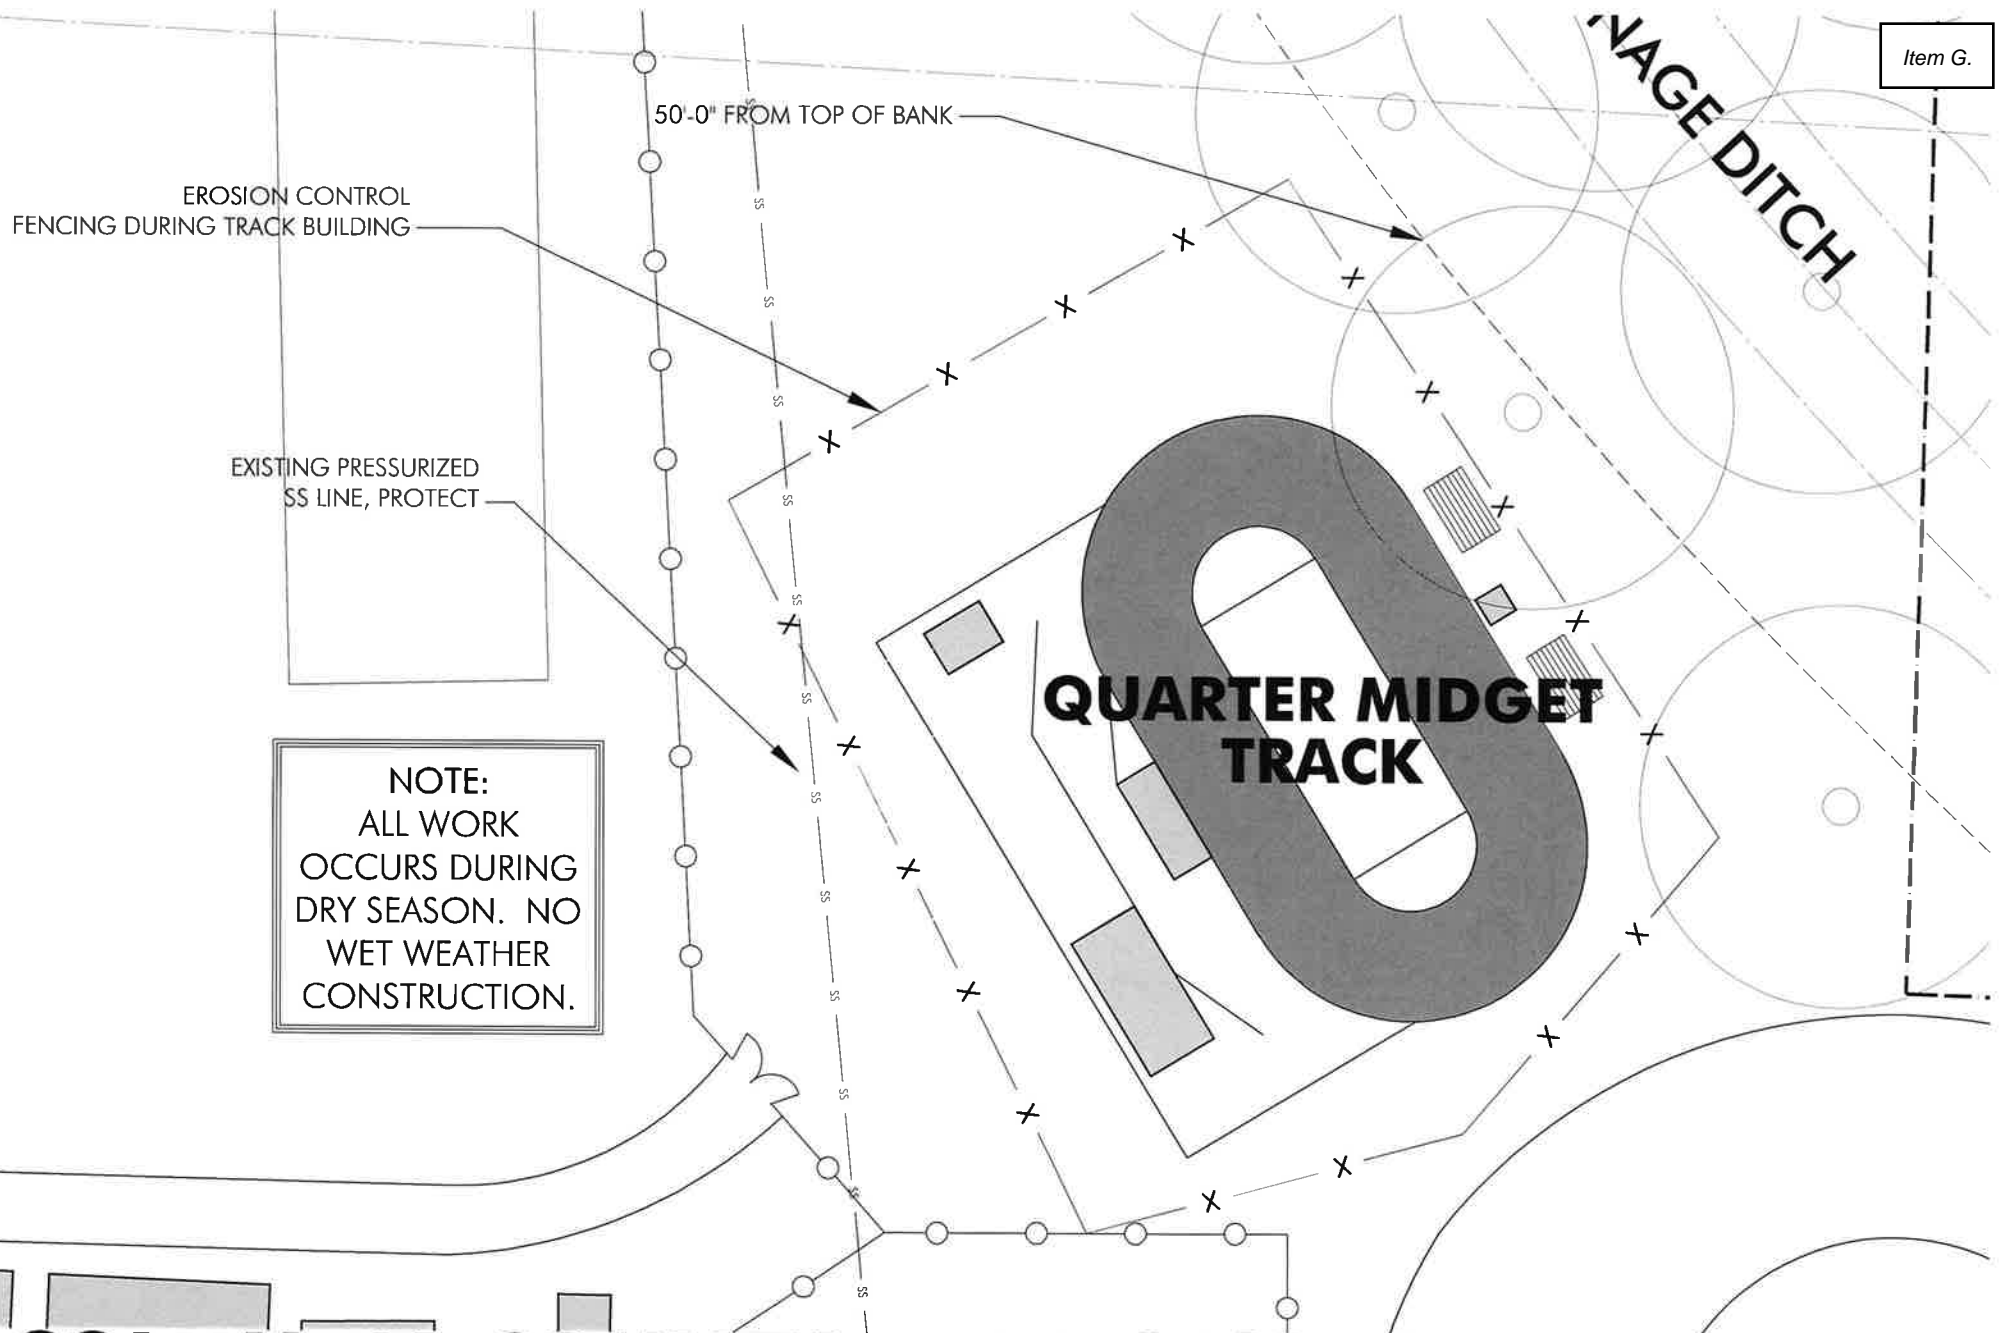 Item G.
NAGE DITCH
50'-0" FROM TOP OF BANK
EROSION CONTROL
FENCING DURING TRACK BUILDING
EXISTING PRESSURIZED
SS LINE, PROTECT
QUARTER MIDGET
TRACK
NOTE:
ALL WORK
OCCURS DURING
DRY SEASON.  NO
WET WEATHER
CONSTRUCTION.
SS
SS
SS
SS
SS
SS
SS
SS
SS
SS
SS
SS
SS